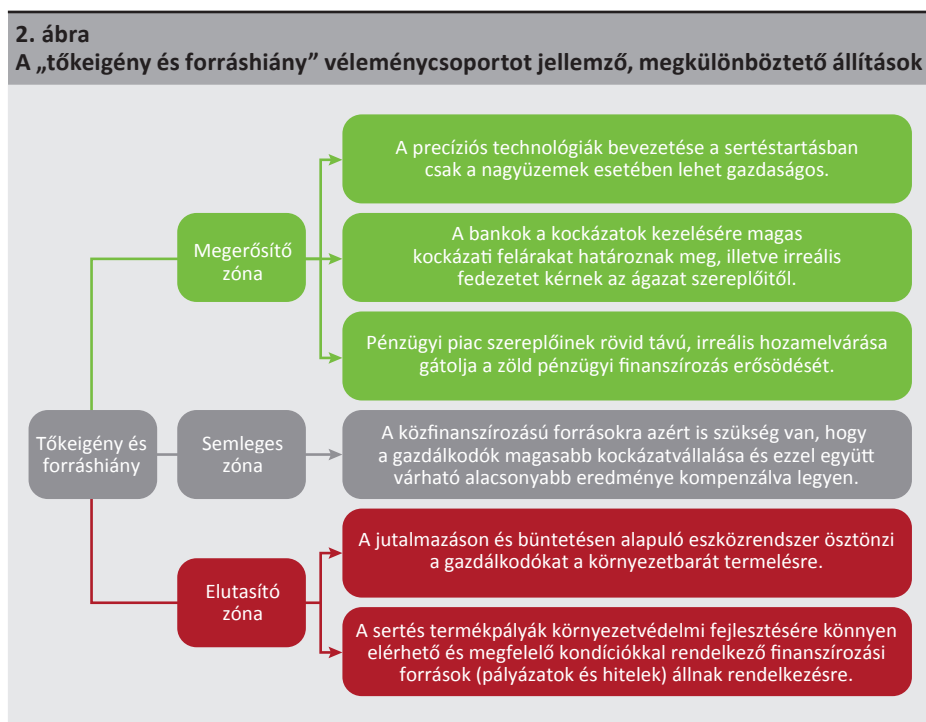 2. ábra
A „tőkeigény és forráshiány” véleménycsoportot jellemző, megkülönböztető állítások
A precíziós technológiák bevezetése a sertéstartásban
csak a nagyüzemek esetében lehet gazdaságos.
Megerősítő
zóna
A bankok a kockázatok kezelésére magas
kockázati felárakat határoznak meg, illetve irreális
fedezetet kérnek az ágazat szereplőitől.
Pénzügyi piac szereplőinek rövid távú, irreális hozamelvárása
gátolja a zöld pénzügyi finanszírozás erősödését.
Tőkeigény és
forráshiány
Semleges
zóna
A közfinanszírozású forrásokra azért is szükség van, hogy
a gazdálkodók magasabb kockázatvállalása és ezzel együtt
várható alacsonyabb eredménye kompenzálva legyen.
A jutalmazáson és büntetésen alapuló eszközrendszer ösztönzi
a gazdálkodókat a környezetbarát termelésre.
Elutasító
zóna
A sertés termékpályák környezetvédelmi fejlesztésére könnyen
elérhető és megfelelő kondíciókkal rendelkező finanszírozási
források (pályázatok és hitelek) állnak rendelkezésre.